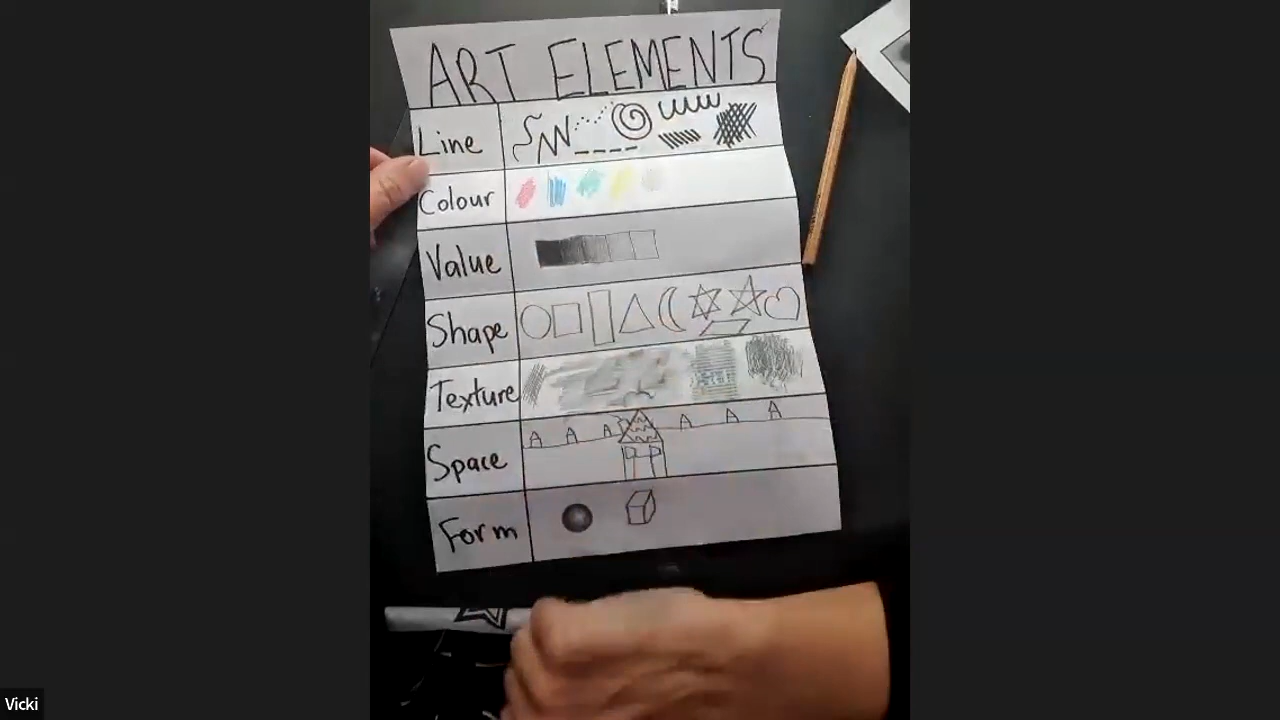 ART ELEMENTS
Line
Colour
Value
Shape
Texture
Space
Form
Vicki